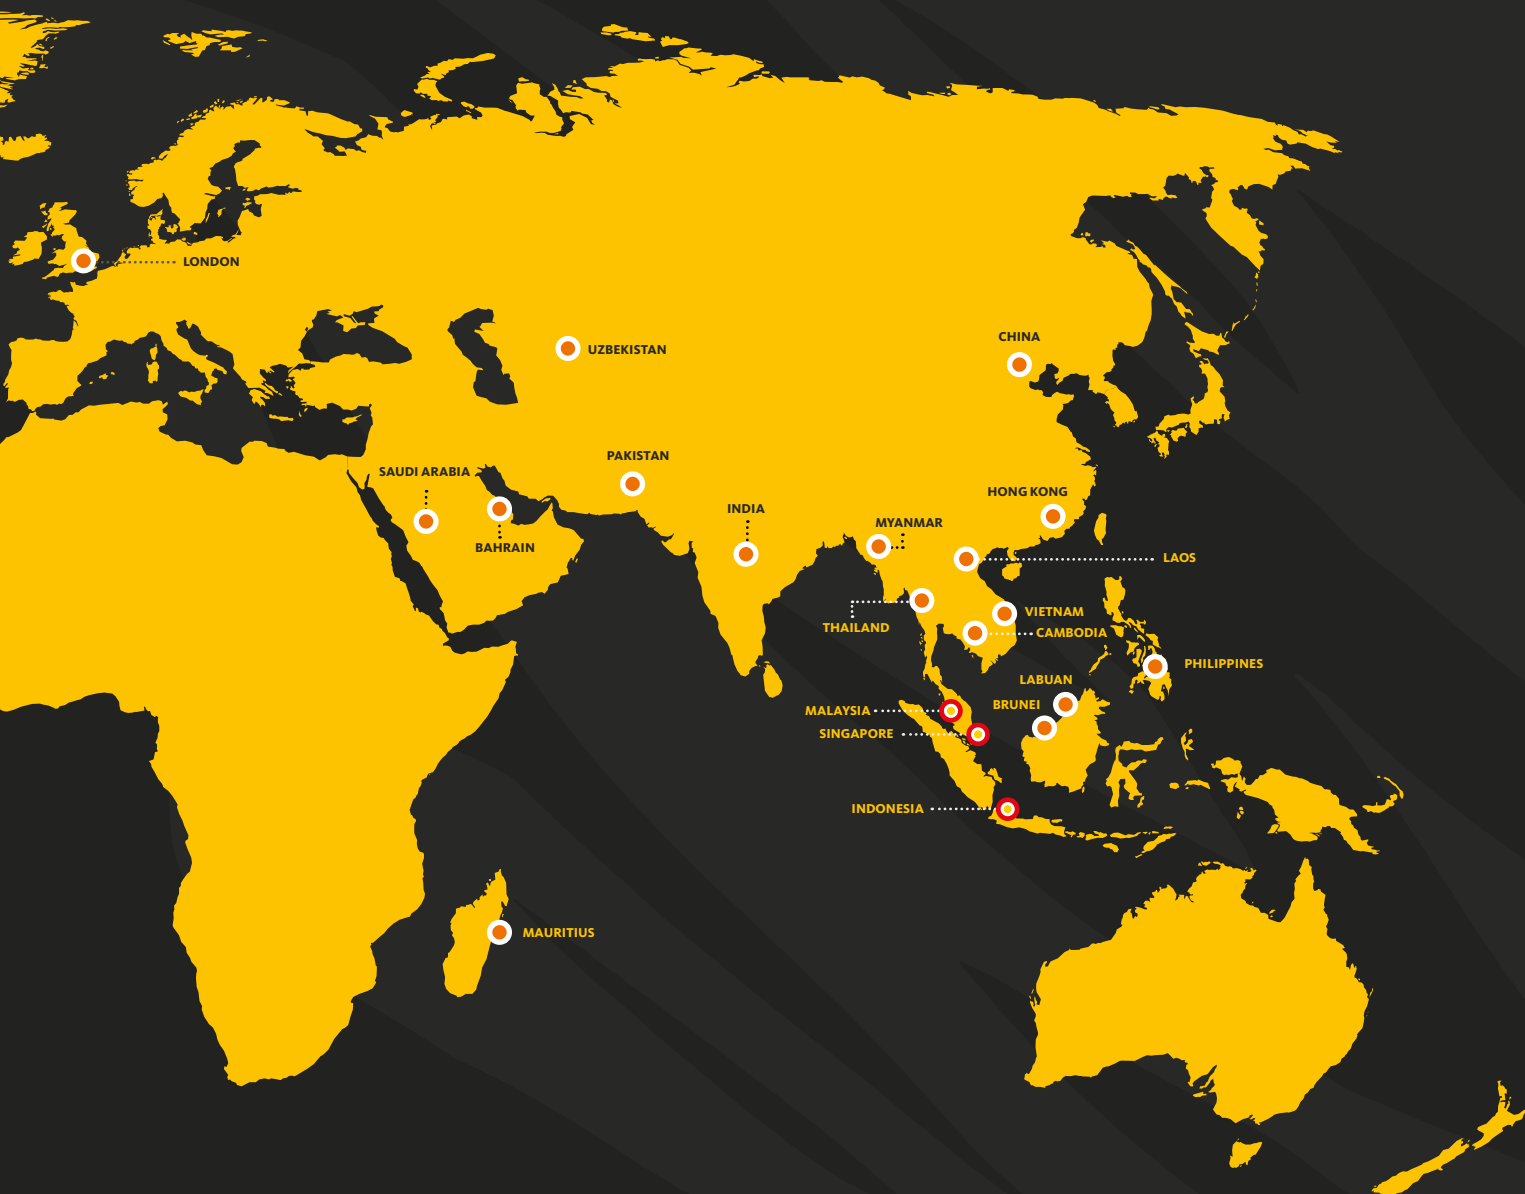 LONDON
CHINA
UZBEKISTAN
PAKISTAN
SAUDI ARABIA
HONG KONG
INDIA
MYANMAR
BAHRAIN
LAOS
VIETNAM
THAILAND
CAMBODIA
PHILIPPINES
LABUAN
BRUNEI
MALAYSIA
SINGAPORE
INDONESIA
MAURITIUS